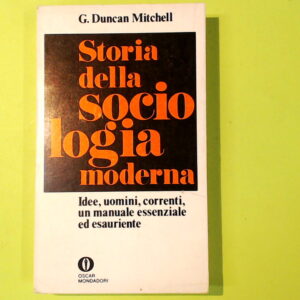 G. Duncan Mitchell
Storia
della
socio
logia
moderna
Idee, uomini, correnti,
un manuale essenziale
ed esauriente
OSCAR
MONDADORI